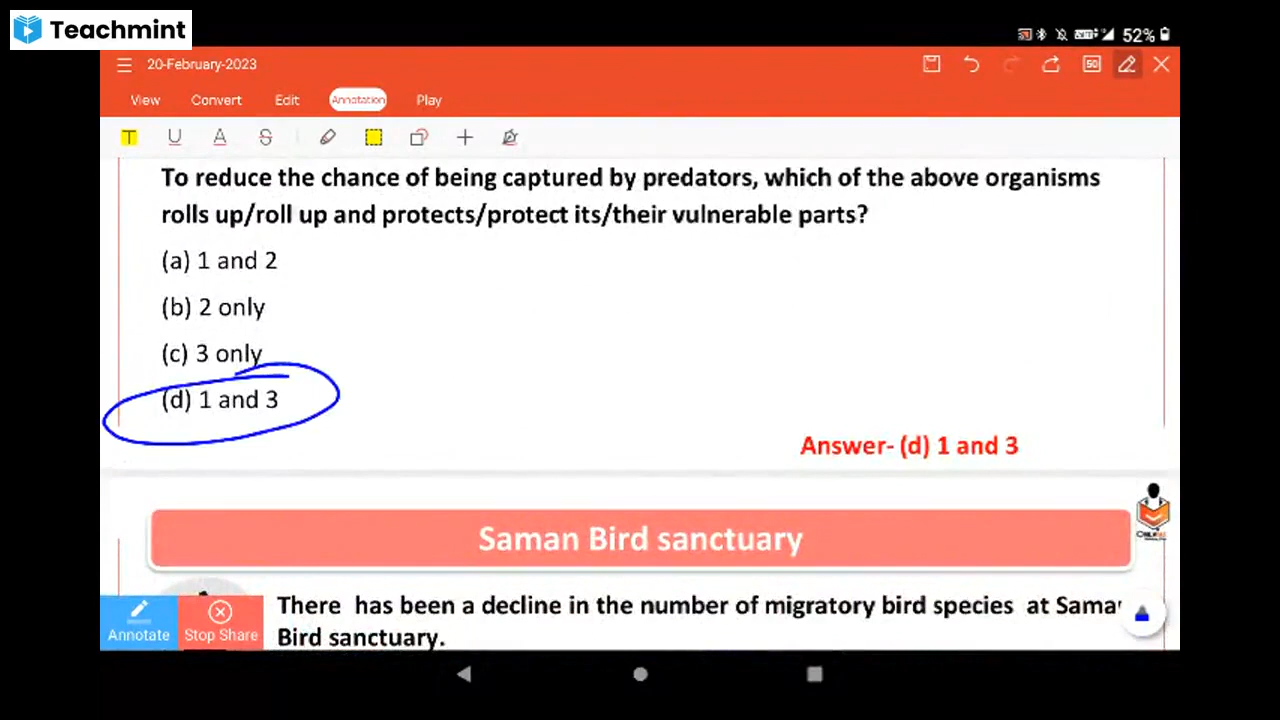 Teachmint
52%
20-February-2023
50
View Convert Edit Annotation Play
T U A S
To reduce the chance of being captured by predators, which of the above organisms
rolls up/roll up and protects/protect its/their vulnerable parts?
(a) 1 and 2
(b) 2 only
(c) 3 only
(d) 1 and 3
Answer- (d) 1 and 3
Saman Bird sanctuary
There has been a decline in the number of migratory bird species at Saman
Bird sanctuary.
Annotate Stop Share